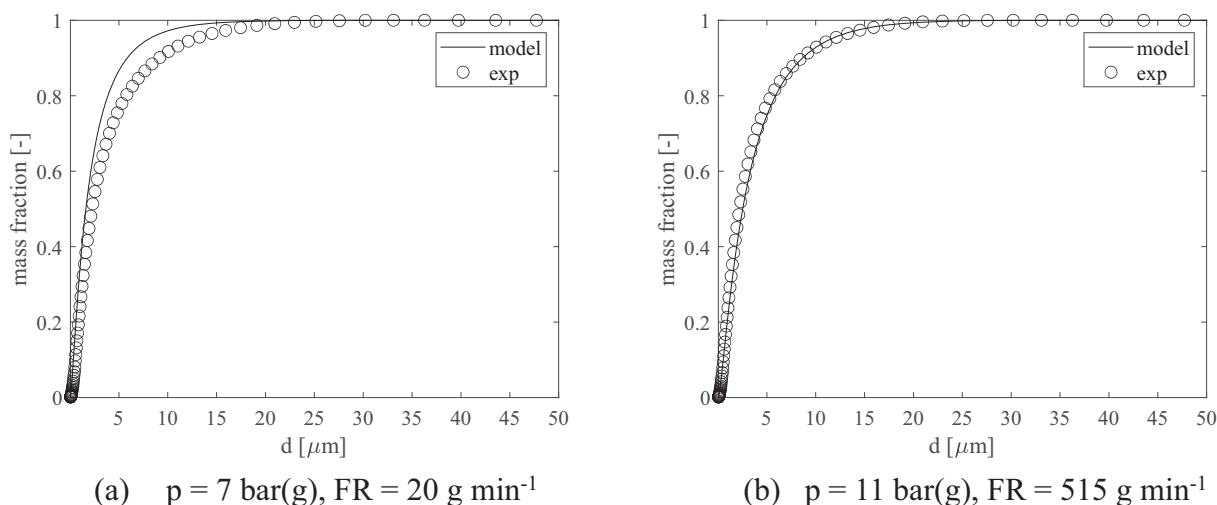 1
0.8
0.6
0.4
0.2
0
mass fraction [-]
5 10 15 20 25 30 35 40 45 50
d [μm]
model
exp
(a) p = 7 bar(g), FR = 20 g min⁻¹
1
0.8
0.6
0.4
0.2
0
mass fraction [-]
5 10 15 20 25 30 35 40 45 50
d [μm]
model
exp
(b) p = 11 bar(g), FR = 515 g min⁻¹